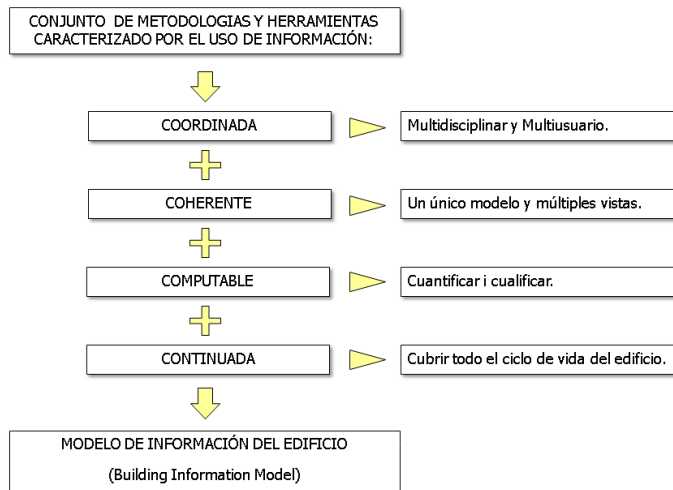 CONJUNTO DE METODOLOGIAS Y HERRAMIENTAS
CARACTERIZADO POR EL USO DE INFORMACIÓN:
COORDINADA
Multidisciplinar y Multiusuario.
COHERENTE
Un único modelo y múltiples vistas.
COMPUTABLE
Cuantificar i cualificar.
CONTINUADA
Cubrir todo el ciclo de vida del edificio.
MODELO DE INFORMACIÓN DEL EDIFICIO
(Building Information Model)